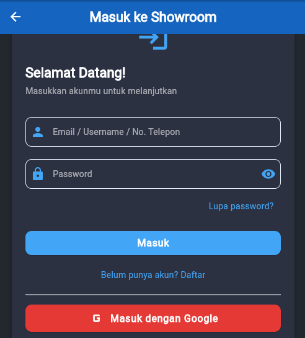 Masuk ke Showroom
Selamat Datang!
Masukkan akunmu untuk melanjutkan
Email / Username / No. Telepon
Password
Lupa password?
Masuk
Belum punya akun? Daftar
G Masuk dengan Google